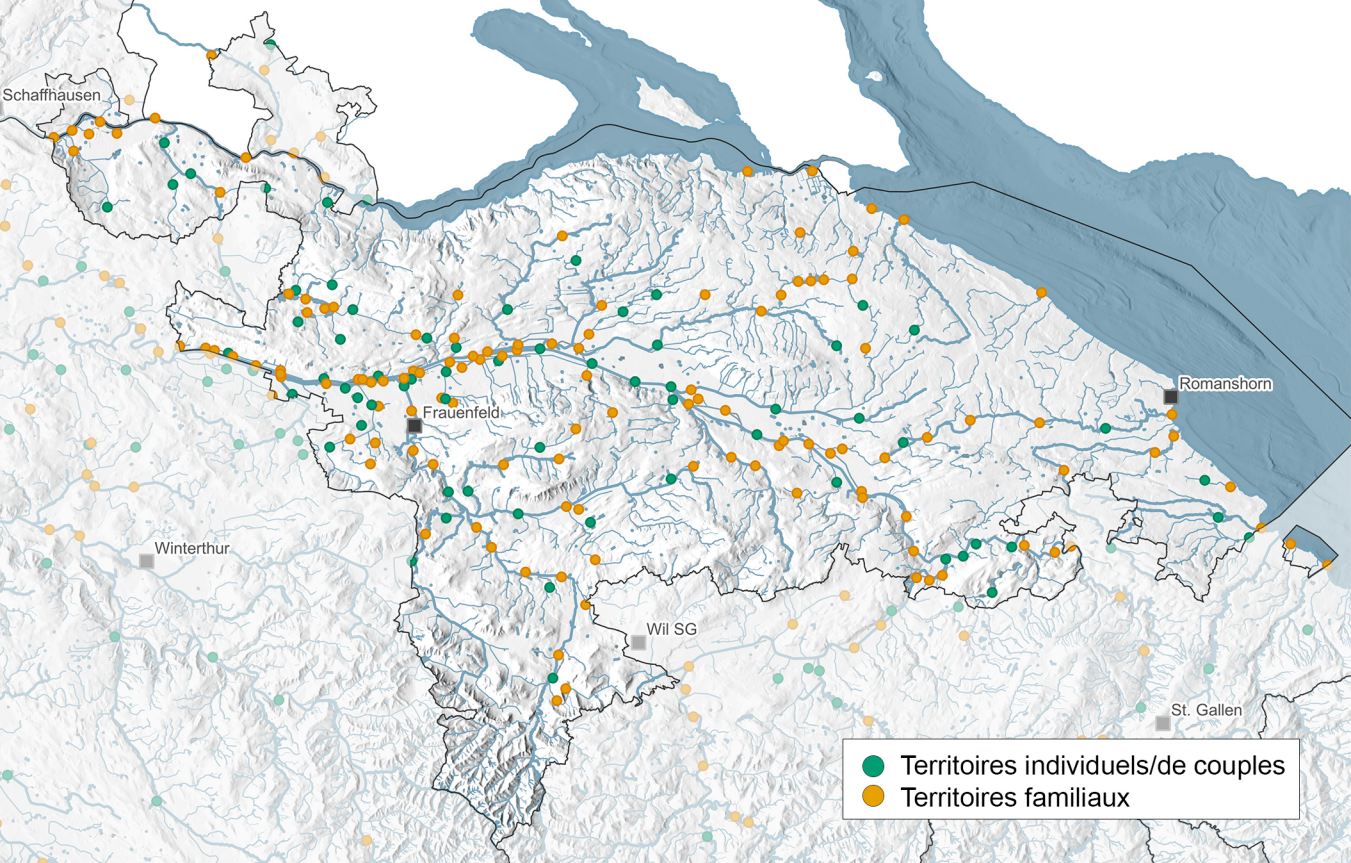 Schaffhausen
Romanshorn
Frauenfeld
Winterthur
Wil SG
St. Gallen
Territoires individuels/de couples
Territoires familiaux